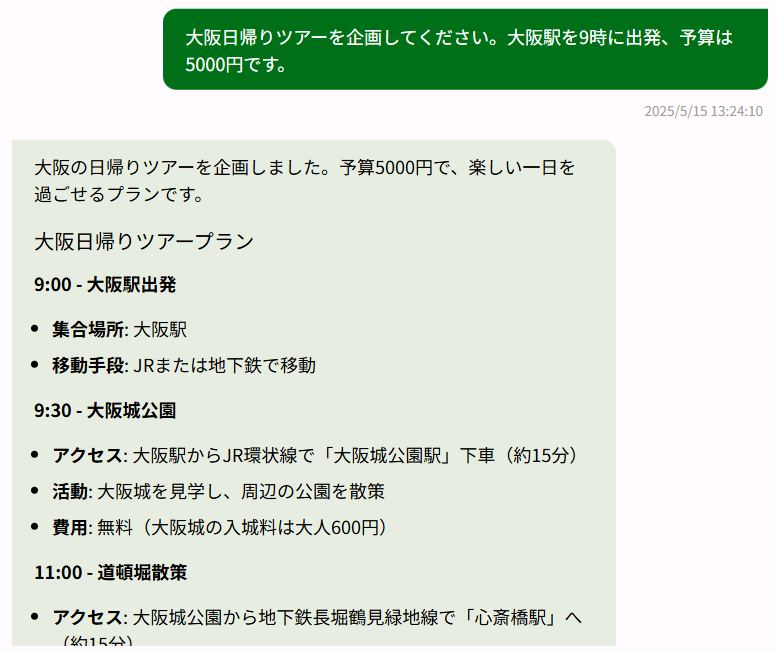 大阪日帰りツアーを企画してください。大阪駅を9時に出発、予算は
5000円です。
2025/5/15 13:24:10
大阪の日帰りツアーを企画しました。予算5000円で、楽しい一日を
過ごせるプランです。
大阪日帰りツアープラン
9:00 - 大阪駅出発
• 集合場所: 大阪駅
• 移動手段: JRまたは地下鉄で移動
9:30 - 大阪城公園
• アクセス: 大阪駅からJR環状線で「大阪城公園駅」下車（約15分）
• 活動: 大阪城を見学し、周辺の公園を散策
• 費用: 無料（大阪城の入城料は大人600円）
11:00 - 道頓堀散策
• アクセス: 大阪城公園から地下鉄長堀鶴見緑地線で「心斎橋駅」へ
（約15分）